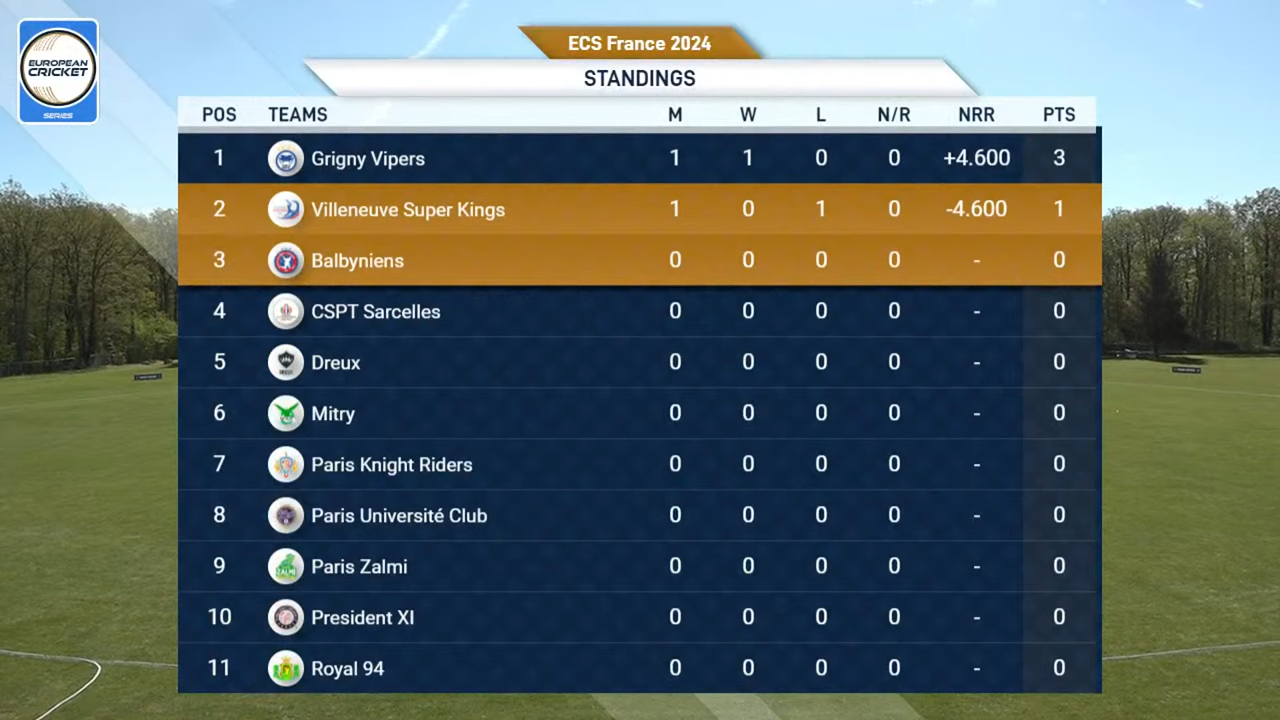 EUROPEAN
CRICKET
SERIES
ECS France 2024
STANDINGS
POS TEAMS M W L N/R NRR PTS
1 Grigny Vipers 1 1 0 0 +4.600 3
2 Villeneuve Super Kings 1 0 1 0 -4.600 1
3 Balbyniens 0 0 0 0 - 0
4 CSPT Sarcelles 0 0 0 0 - 0
5 Dreux 0 0 0 0 - 0
6 Mitry 0 0 0 0 - 0
7 Paris Knight Riders 0 0 0 0 - 0
8 Paris Université Club 0 0 0 0 - 0
9 Paris Zalmi 0 0 0 0 - 0
10 President XI 0 0 0 0 - 0
11 Royal 94 0 0 0 0 - 0